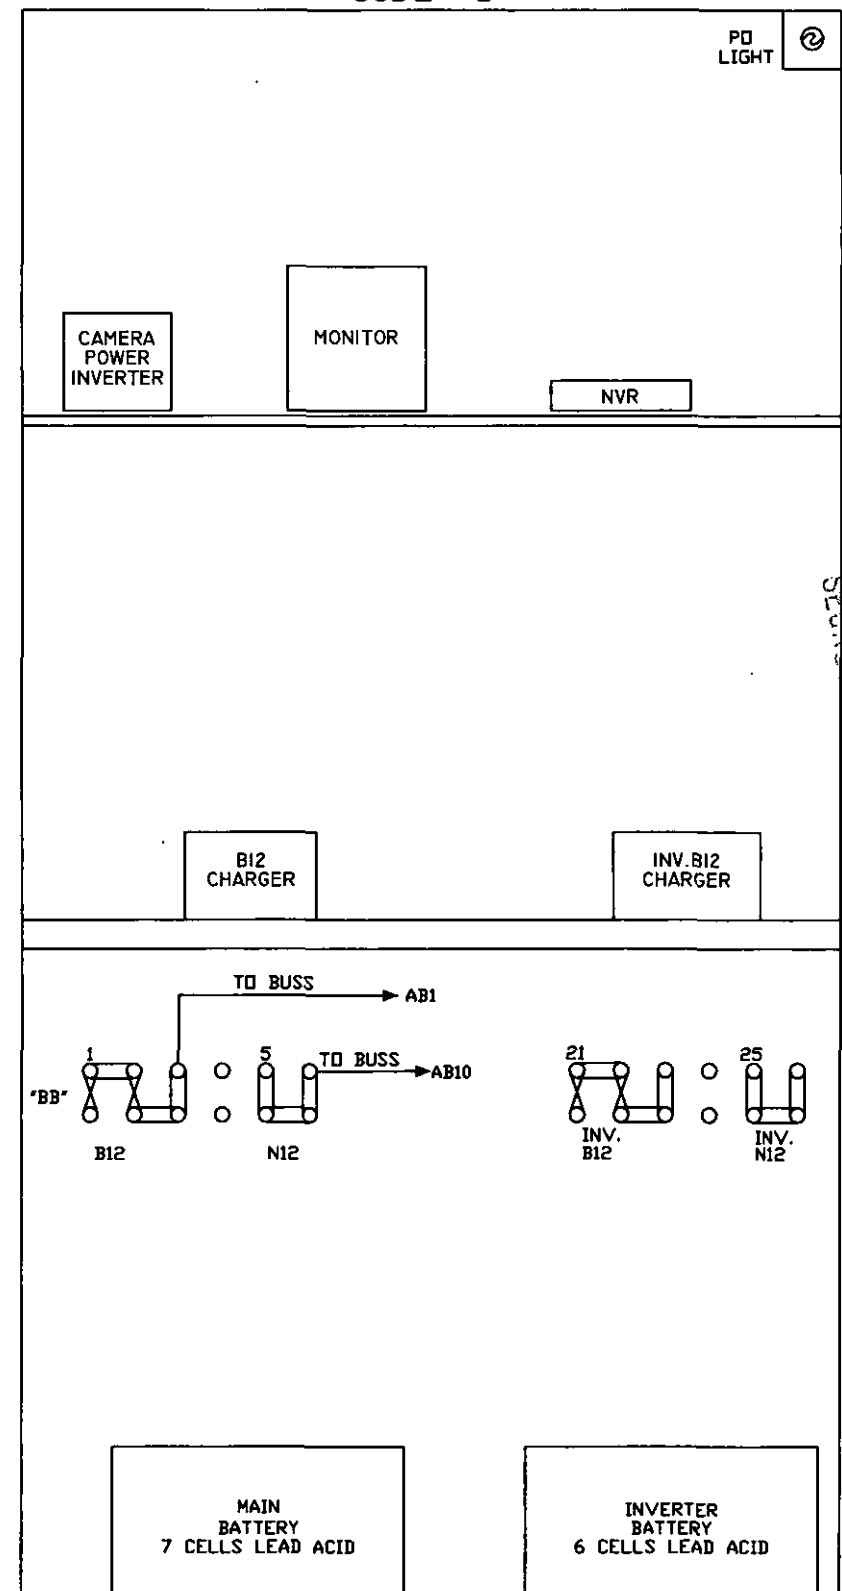 PO
LIGHT
CAMERA
POWER
INVERTER
MONITOR
NVR
B12
CHARGER
INV.B12
CHARGER
TO BUSS
AB1
1
5
TO BUSS
AB10
21
25
"BB"
B12
N12
INV.
B12
INV.
N12
MAIN
BATTERY
7 CELLS LEAD ACID
INVERTER
BATTERY
6 CELLS LEAD ACID